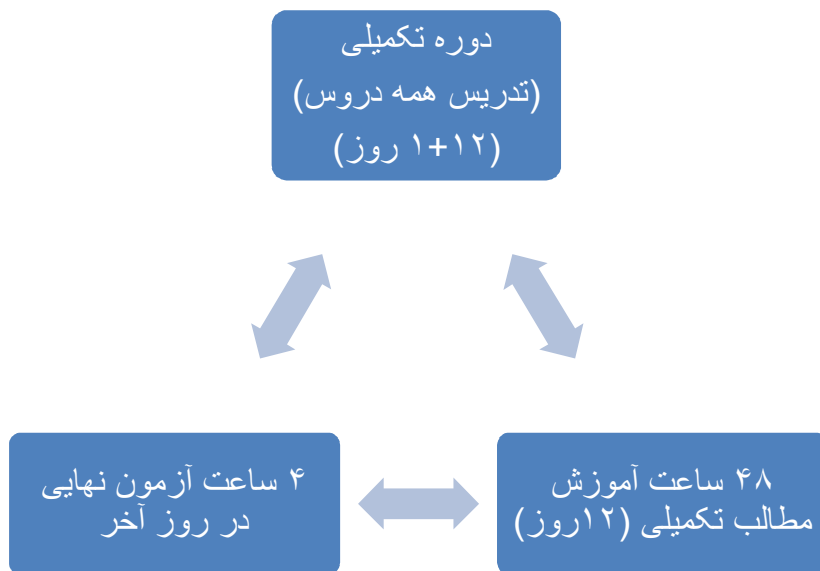 دوره تکمیلی
(تدریس همه دروس)
(۱۲+۱ روز)
۴۸ ساعت آموزش
مطالب تکمیلی (۱۲روز)
۴ ساعت آزمون نهایی
در روز آخر